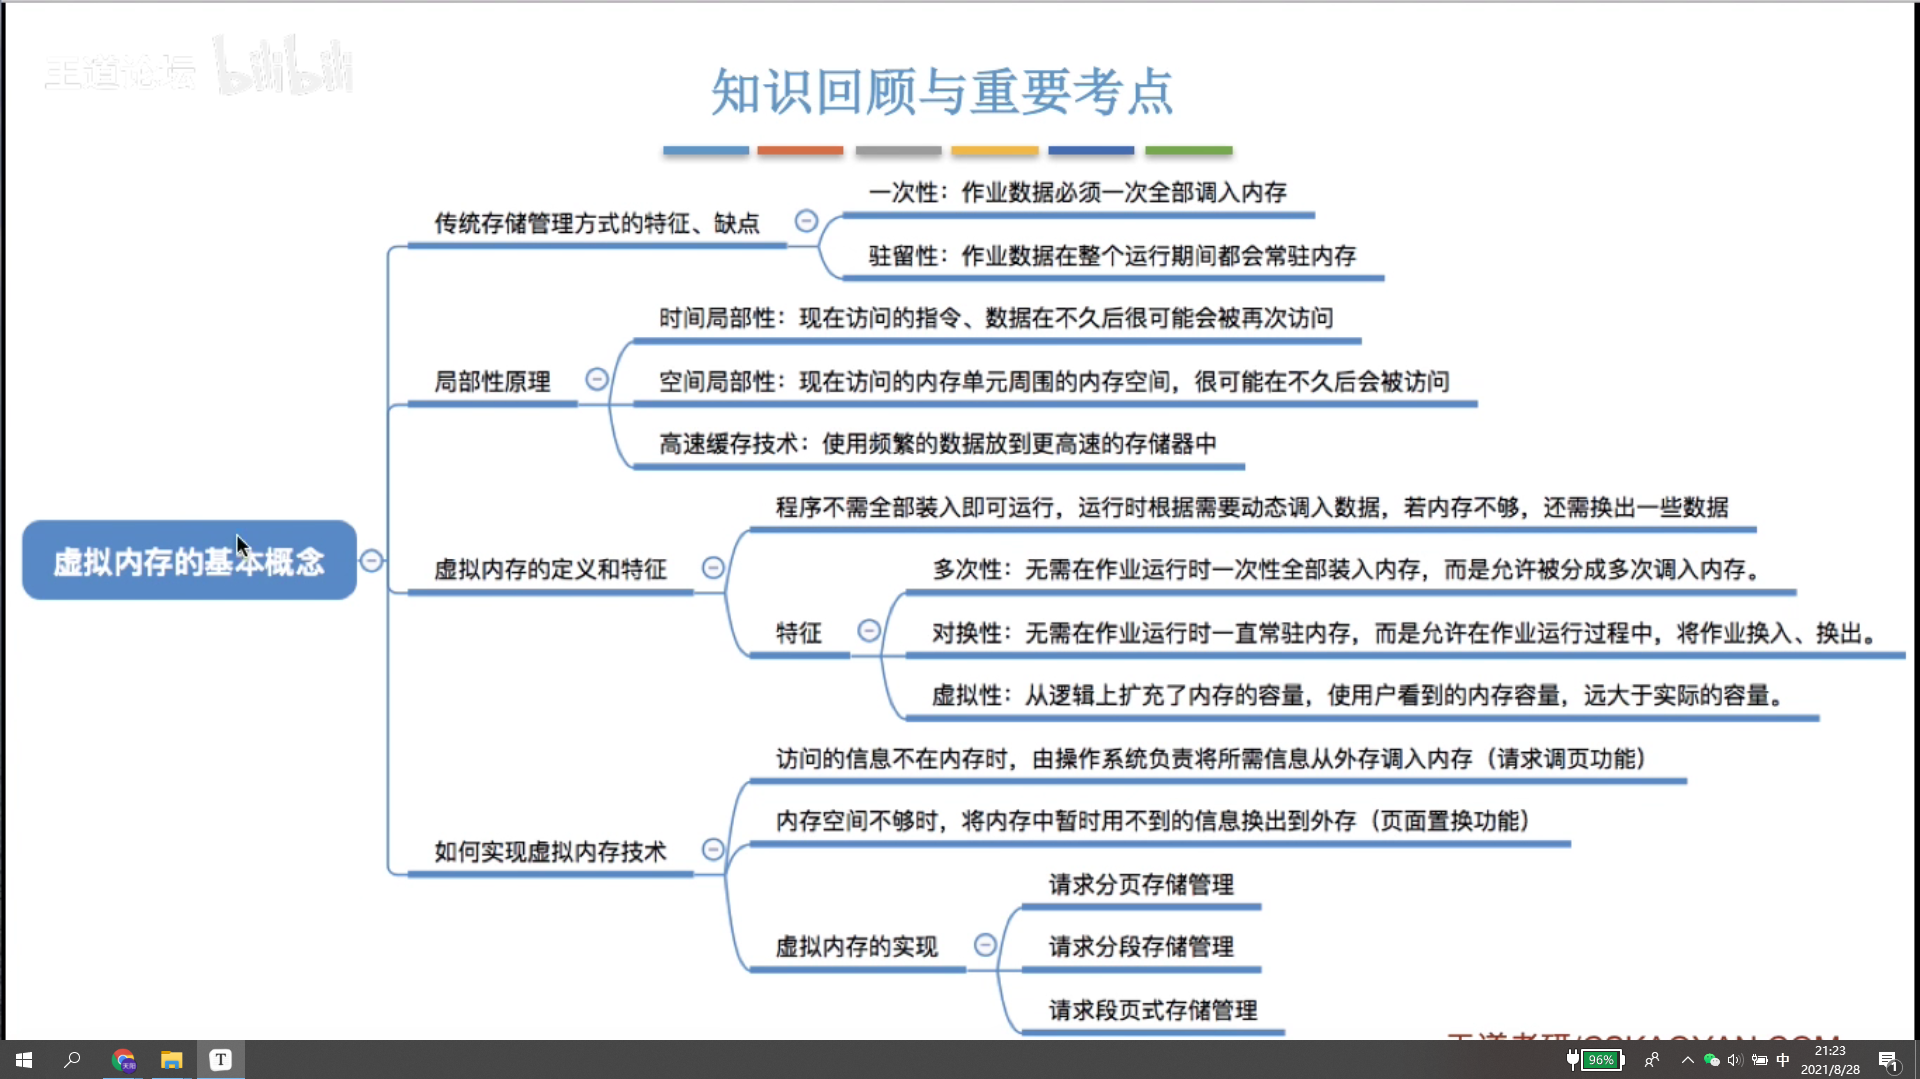 王道论坛 bilibili
知识回顾与重要考点
传统存储管理方式的特征、缺点
一次性：作业数据必须一次全部调入内存
驻留性：作业数据在整个运行期间都会常驻内存
局部性原理
时间局部性：现在访问的指令、数据在不久后很可能会被再次访问
空间局部性：现在访问的内存单元周围的内存空间，很可能在不久后会被访问
高速缓存技术：使用频繁的数据放到更高速的存储器中
虚拟内存的基本概念
虚拟内存的定义和特征
程序不需全部装入即可运行，运行时根据需要动态调入数据，若内存不够，还需换出一些数据
特征
多次性：无需在作业运行时一次性全部装入内存，而是允许被分成多次调入内存。
对换性：无需在作业运行时一直常驻内存，而是允许在作业运行过程中，将作业换入、换出。
虚拟性：从逻辑上扩充了内存的容量，使用户看到的内存容量，远大于实际的容量。
如何实现虚拟内存技术
访问的信息不在内存时，由操作系统负责将所需信息从外存调入内存（请求调页功能）
内存空间不够时，将内存中暂时用不到的信息换出到外存（页面置换功能）
虚拟内存的实现
请求分页存储管理
请求分段存储管理
请求段页式存储管理
王道考研/CSKAOYAN.COM
T
96%
中
21:23
2021/8/28
1